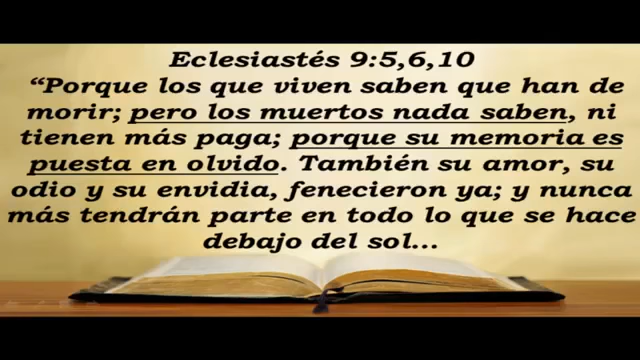 Eclesiastés 9:5,6,10
“Porque los que viven saben que han de
morir; pero los muertos nada saben, ni
tienen más paga; porque su memoria es
puesta en olvido. También su amor, su
odio y su envidia, fenecieron ya; y nunca
más tendrán parte en todo lo que se hace
debajo del sol...